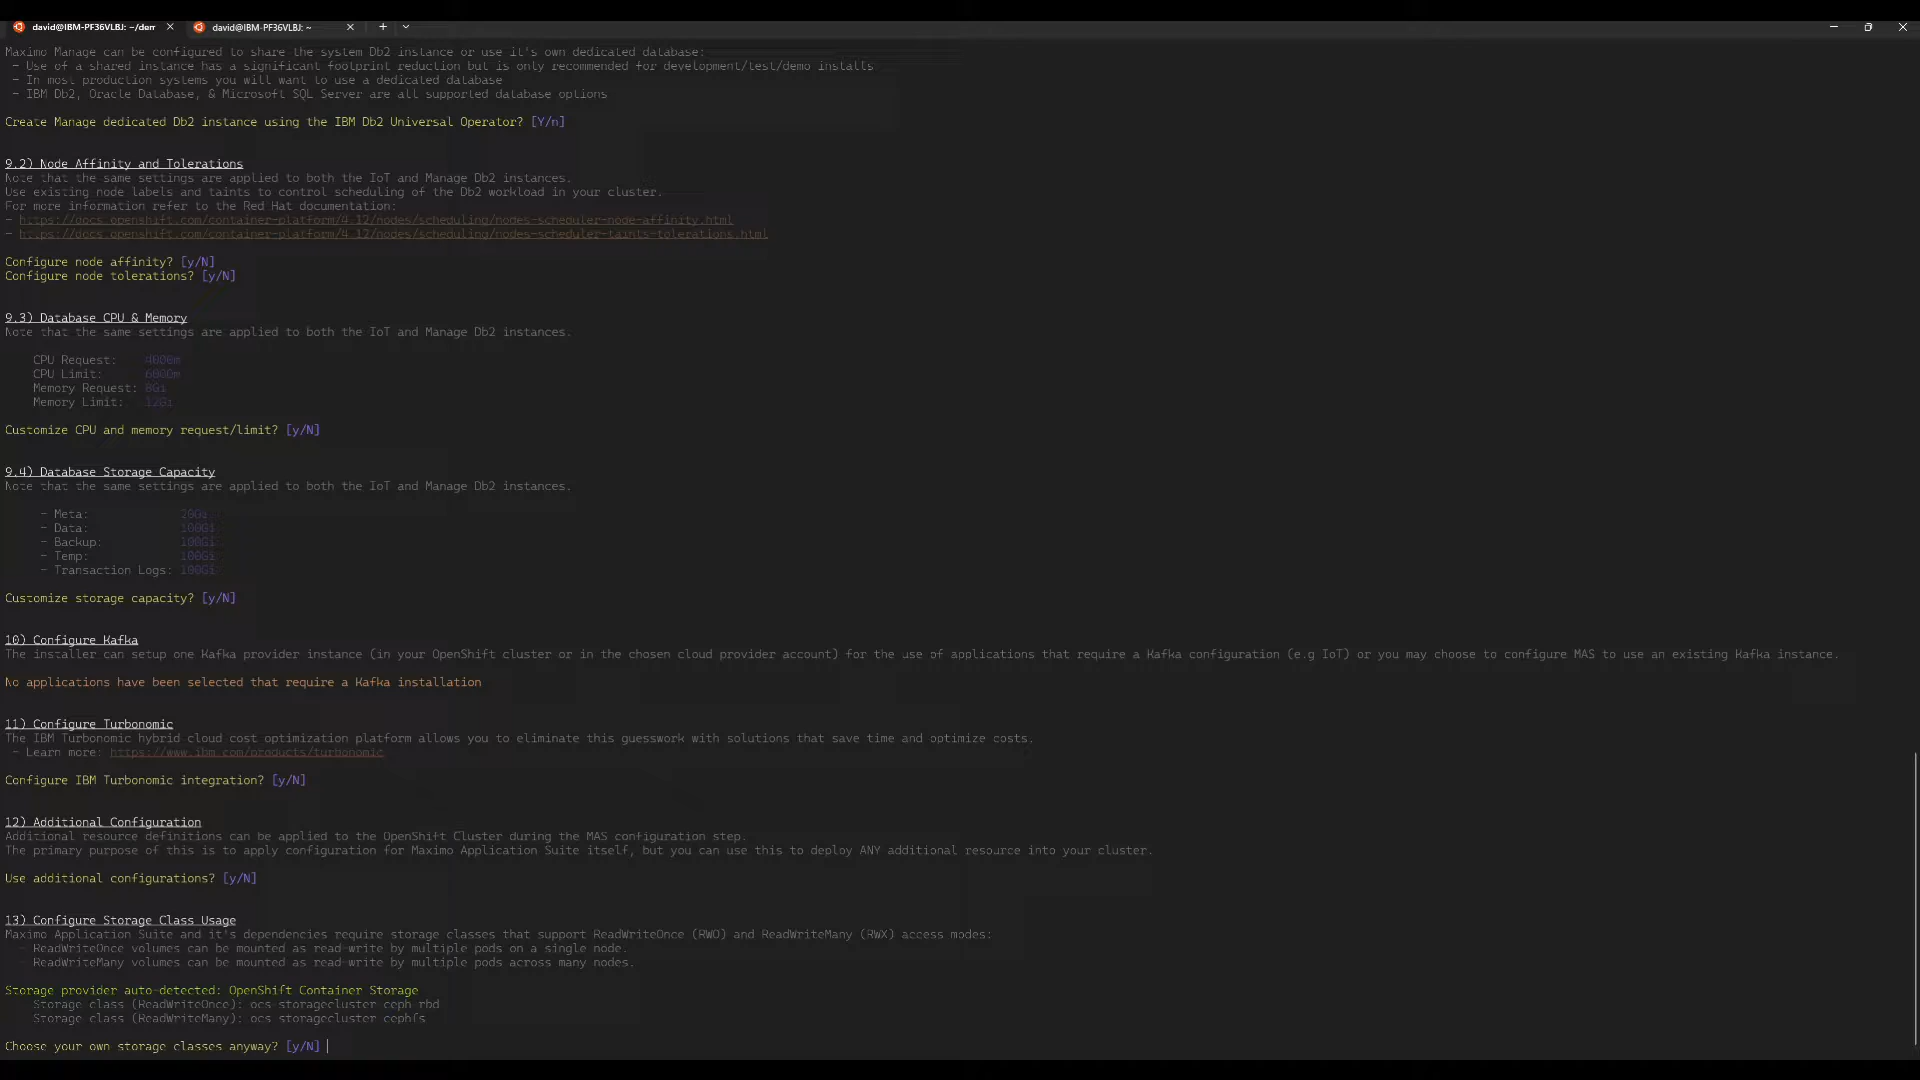 david@IBM-PF36VLBJ: ~/dem
david@IBM-PF36VLBJ: ~
Maximo Manage can be configured to share the system Db2 instance or use it's own dedicated database:
- Use of a shared instance has a significant footprint reduction but is only recommended for development/test/demo installs
- In most production systems you will want to use a dedicated database
- IBM Db2, Oracle Database, & Microsoft SQL Server are all supported database options
Create Manage dedicated Db2 instance using the IBM Db2 Universal Operator? [Y/n]
9.2) Node Affinity and Tolerations
Note that the same settings are applied to both the IoT and Manage Db2 instances.
Use existing node labels and taints to control scheduling of the Db2 workload in your cluster.
For more information refer to the Red Hat documentation:
- https://docs.openshift.com/container-platform/4.12/nodes/scheduling/nodes-scheduler-node-affinity.html
- https://docs.openshift.com/container-platform/4.12/nodes/scheduling/nodes-scheduler-taints-tolerations.html
Configure node affinity? [y/N]
Configure node tolerations? [y/N]
9.3) Database CPU & Memory
Note that the same settings are applied to both the IoT and Manage Db2 instances.
CPU Request: 4000m
CPU Limit: 6000m
Memory Request: 8Gi
Memory Limit: 12Gi
Customize CPU and memory request/limit? [y/N]
9.4) Database Storage Capacity
Note that the same settings are applied to both the IoT and Manage Db2 instances.
- Meta: 20Gi
- Data: 100Gi
- Backup: 100Gi
- Temp: 100Gi
- Transaction Logs: 100Gi
Customize storage capacity? [y/N]
10) Configure Kafka
The installer can setup one Kafka provider instance (in your OpenShift cluster or in the chosen cloud provider account) for the use of applications that require a Kafka configuration (e.g IoT) or you may choose to configure MAS to use an existing Kafka instance.
No applications have been selected that require a Kafka installation
11) Configure Turbonomic
The IBM Turbonomic hybrid cloud cost optimization platform allows you to eliminate this guesswork with solutions that save time and optimize costs.
- Learn more: https://www.ibm.com/products/turbonomic
Configure IBM Turbonomic integration? [y/N]
12) Additional Configuration
Additional resource definitions can be applied to the OpenShift Cluster during the MAS configuration step.
The primary purpose of this is to apply configuration for Maximo Application Suite itself, but you can use this to deploy ANY additional resource into your cluster.
Use additional configurations? [y/N]
13) Configure Storage Class Usage
Maximo Application Suite and it's dependencies require storage classes that support ReadWriteOnce (RWO) and ReadWriteMany (RWX) access modes:
- ReadWriteOnce volumes can be mounted as read-write by multiple pods on a single node.
- ReadWriteMany volumes can be mounted as read-write by multiple pods across many nodes.
Storage provider auto-detected: OpenShift Container Storage
Storage class (ReadWriteOnce): ocs-storagecluster-ceph-rbd
Storage class (ReadWriteMany): ocs-storagecluster-cephfs
Choose your own storage classes anyway? [y/N]